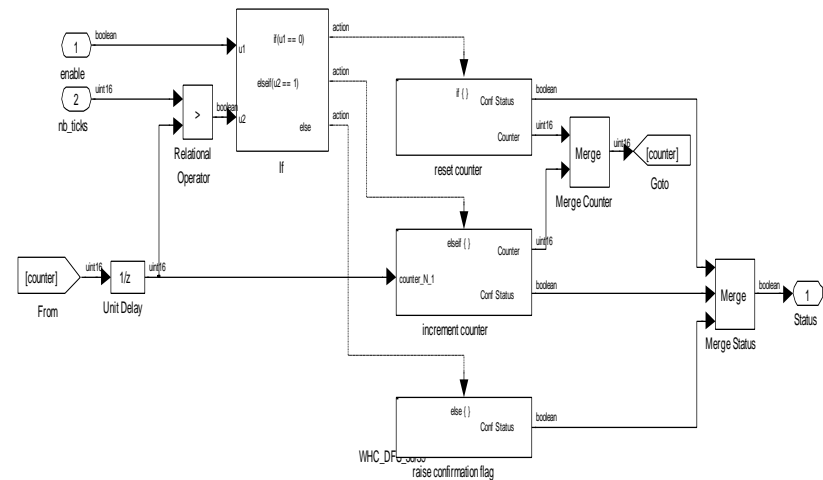 boolean
1
enable
uint16
2
nb_ticks
>
boolean
Relational
Operator
u1
u2
if(u1 == 0)
elseif(u2 == 1)
else
If
action
action
action
if { }
Conf Status
Counter
reset counter
boolean
uint16
Merge
Merge Counter
uint16
[counter]
Goto
elseif { }
Counter
counter_N_1
Conf Status
increment counter
uint16
boolean
[counter]
From
uint16
1/z
Unit Delay
uint16
Merge
Merge Status
boolean
1
Status
else { }
Conf Status
boolean
raise confirmation flag